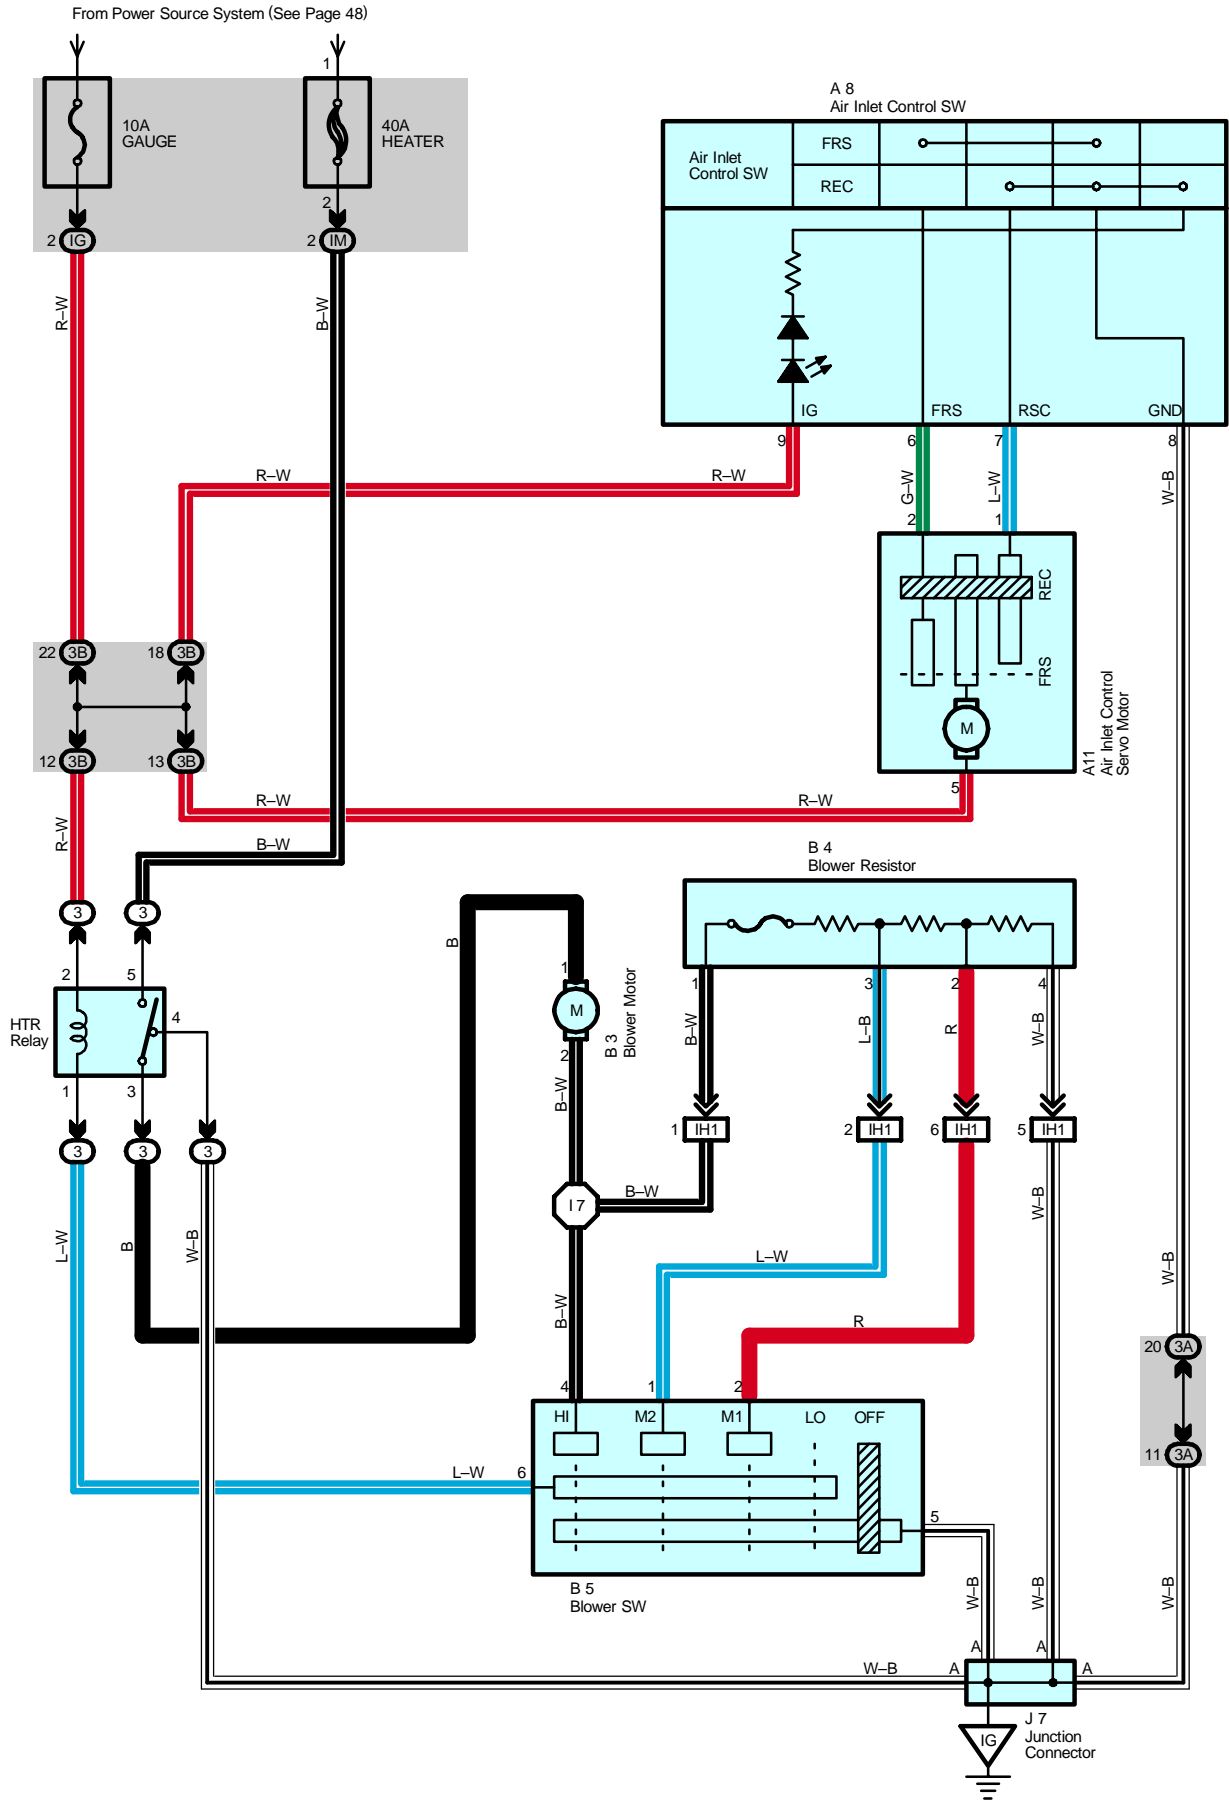 From Power Source System (See Page 48)
1
10A
GAUGE
40A
HEATER
2
2 IG
2 IM
R–W
B–W
A 8
Air Inlet Control SW
Air Inlet
Control SW
FRS
REC
IG
FRS
RSC
GND
9
6
7
8
R–W
R–W
G–W
L–W
W–B
2
1
REC
FRS
M
A11
Air Inlet Control
Servo Motor
5
22 3B
18 3B
12 3B
13 3B
R–W
R–W
R–W
B–W
3
3
2
5
4
HTR
Relay
1
3
3
3
3
B
1
M
B 3
Blower Motor
2
B–W
B 4
Blower Resistor
1
3
2
4
B–W
L–B
R
W–B
1 IH1
2 IH1
6 IH1
5 IH1
I 7
B–W
W–B
L–W
B
W–B
L–W
B–W
R
W–B
4
1
2
HI
M2
M1
LO
OFF
L–W
6
5
B 5
Blower SW
20 3A
11 3A
W–B
W–B
W–B
W–B
A
A
A
A
J 7
Junction
Connector
IG